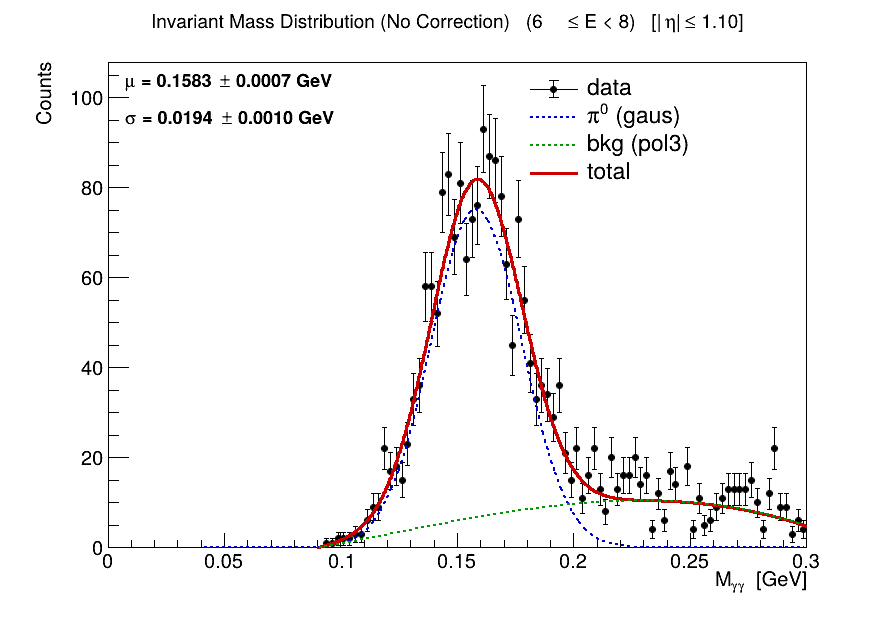 Invariant Mass Distribution (No Correction) (6 ≤ E < 8) [|η| ≤ 1.10]
μ = 0.1583 ± 0.0007 GeV
σ = 0.0194 ± 0.0010 GeV
data
π⁰ (gaus)
bkg (pol3)
total
Counts
100
80
60
40
20
0
0 0.05 0.1 0.15 0.2 0.25 0.3
M_γγ [GeV]